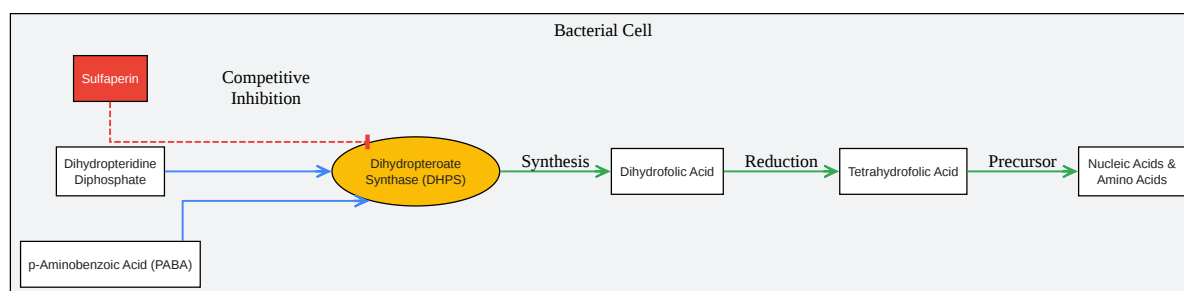 Bacterial Cell
Sulfaperin
Competitive
Inhibition
Dihydropteridine
Diphosphate
Dihydropteroate
Synthase (DHPS)
Synthesis
Dihydrofolic Acid
Reduction
Tetrahydrofolic Acid
Precursor
Nucleic Acids &
Amino Acids
p-Aminobenzoic Acid (PABA)